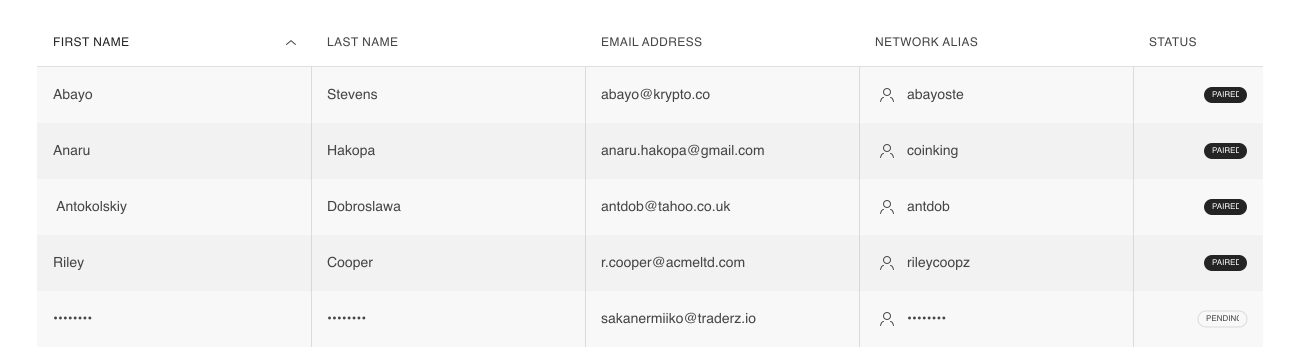 FIRST NAME LAST NAME EMAIL ADDRESS NETWORK ALIAS STATUS
Abayo Stevens abayo@krypto.co abayoste PAIRED
Anaru Hakopa anaru.hakopa@gmail.com coinking PAIRED
Antokolskiy Dobroslawa antdob@tahoo.co.uk antdob PAIRED
Riley Cooper r.cooper@acmeltd.com rileycoopz PAIRED
•••••••• •••••••• sakanermiiko@traderz.io •••••••• PENDING